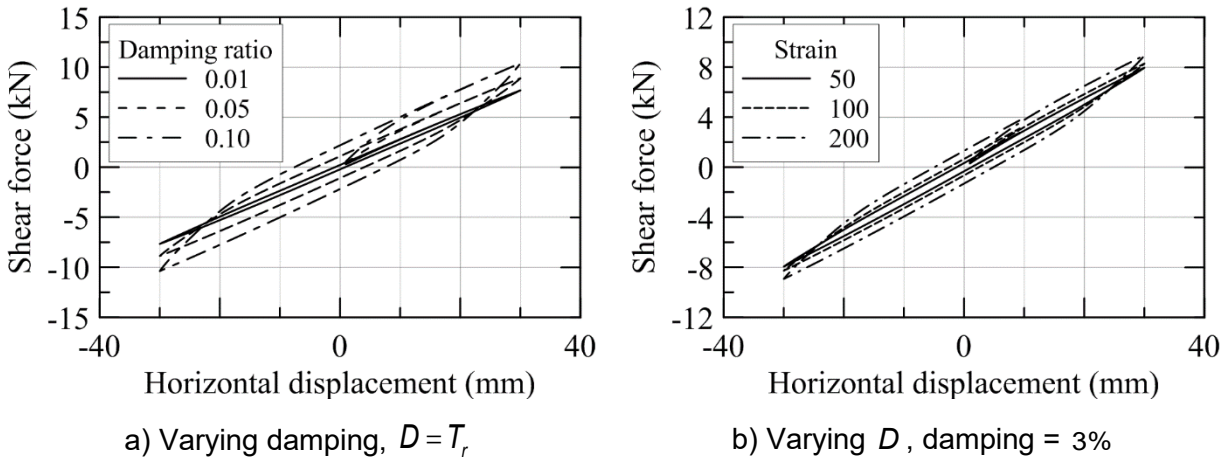 15
10
5
0
-5
-10
-15
Shear force (kN)
Damping ratio
0.01
0.05
0.10
-40 0 40
Horizontal displacement (mm)
a) Varying damping, D = Tr
12
8
4
0
-4
-8
-12
Shear force (kN)
Strain
50
100
200
-40 0 40
Horizontal displacement (mm)
b) Varying D , damping = 3%